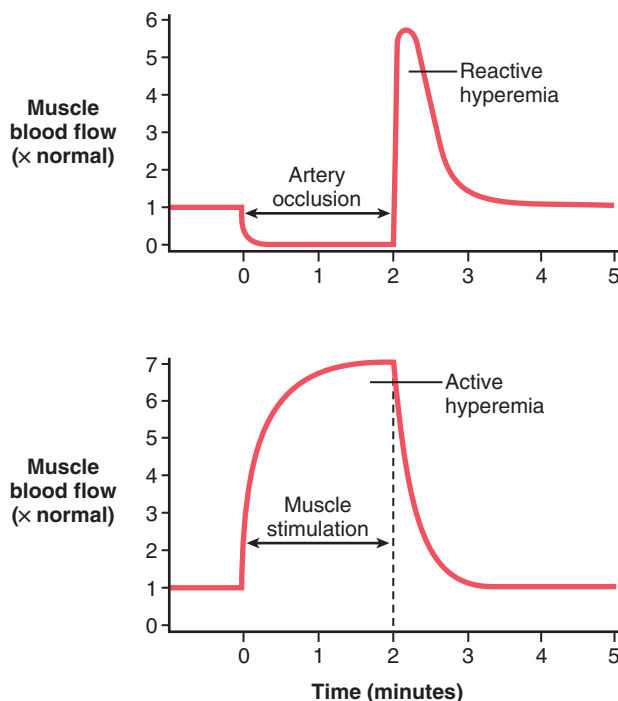 6
5
4
3
2
1
0
Muscle
blood flow
(× normal)
Artery
occlusion
Reactive
hyperemia
0 1 2 3 4 5
7
6
5
4
3
2
1
0
Muscle
blood flow
(× normal)
Muscle
stimulation
Active
hyperemia
0 1 2 3 4 5
Time (minutes)